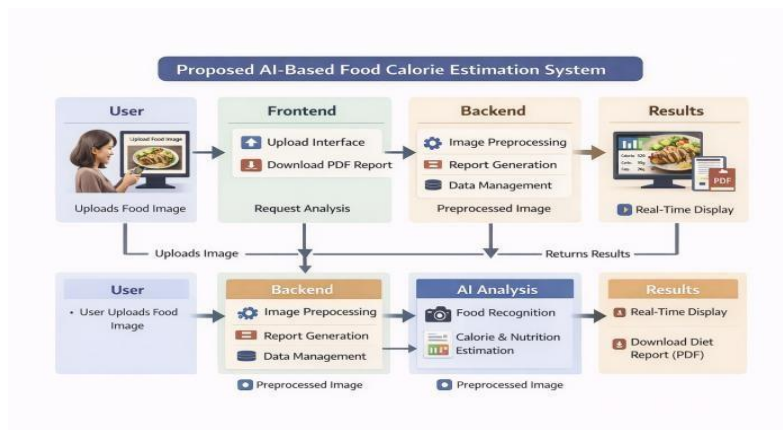 Proposed AI-Based Food Calorie Estimation System
User
Upload Food Image
Uploads Food Image
Frontend
Upload Interface
Download PDF Report
Request Analysis
Backend
Image Preprocessing
Report Generation
Data Management
Preprocessed Image
Results
PDF
Real-Time Display
Uploads Image
Returns Results
User
• User Uploads Food
Image
Backend
Image Prepocessing
Report Generation
Data Management
Preprocessed Image
AI Analysis
Food Recognition
Calorie & Nutrition
Estimation
Preprocessed Image
Results
Real-Time Display
Download Diet
Report (PDF)